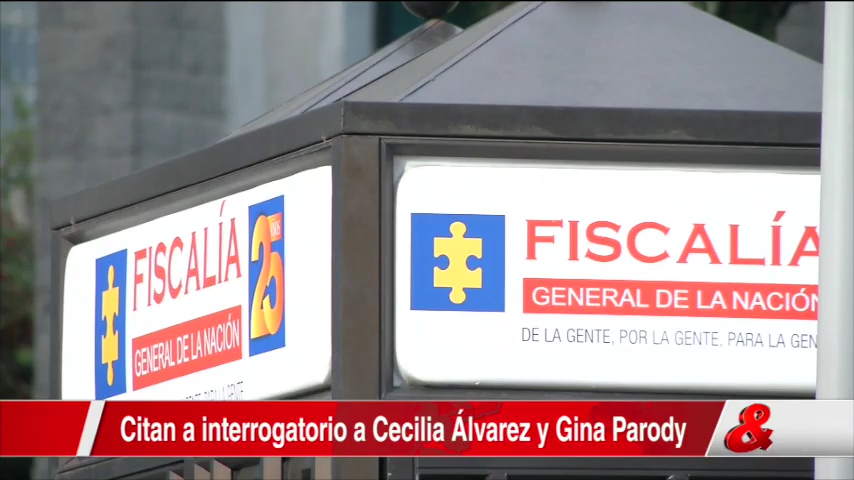 FISCALÍA
GENERAL DE LA NACIÓN
25
AÑOS
FISCALÍA
GENERAL DE LA NACIÓN
DE LA GENTE, POR LA GENTE, PARA LA GEN
Citan a interrogatorio a Cecilia Álvarez y Gina Parody
&